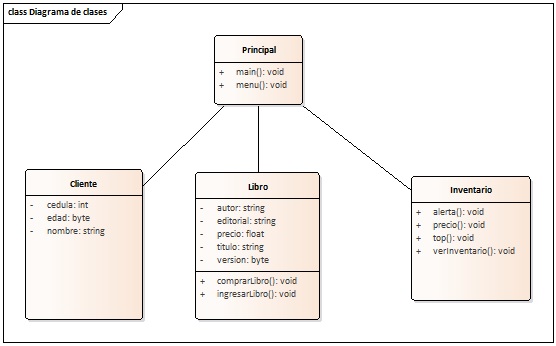 class Diagrama de clases
Principal
+ main(): void
+ menu(): void
Cliente
- cedula: int
- edad: byte
- nombre: string
Libro
- autor: string
- editorial: string
- precio: float
- titulo: string
- version: byte
+ comprarLibro(): void
+ ingresarLibro(): void
Inventario
+ alerta(): void
+ precio(): void
+ top(): void
+ verInventario(): void